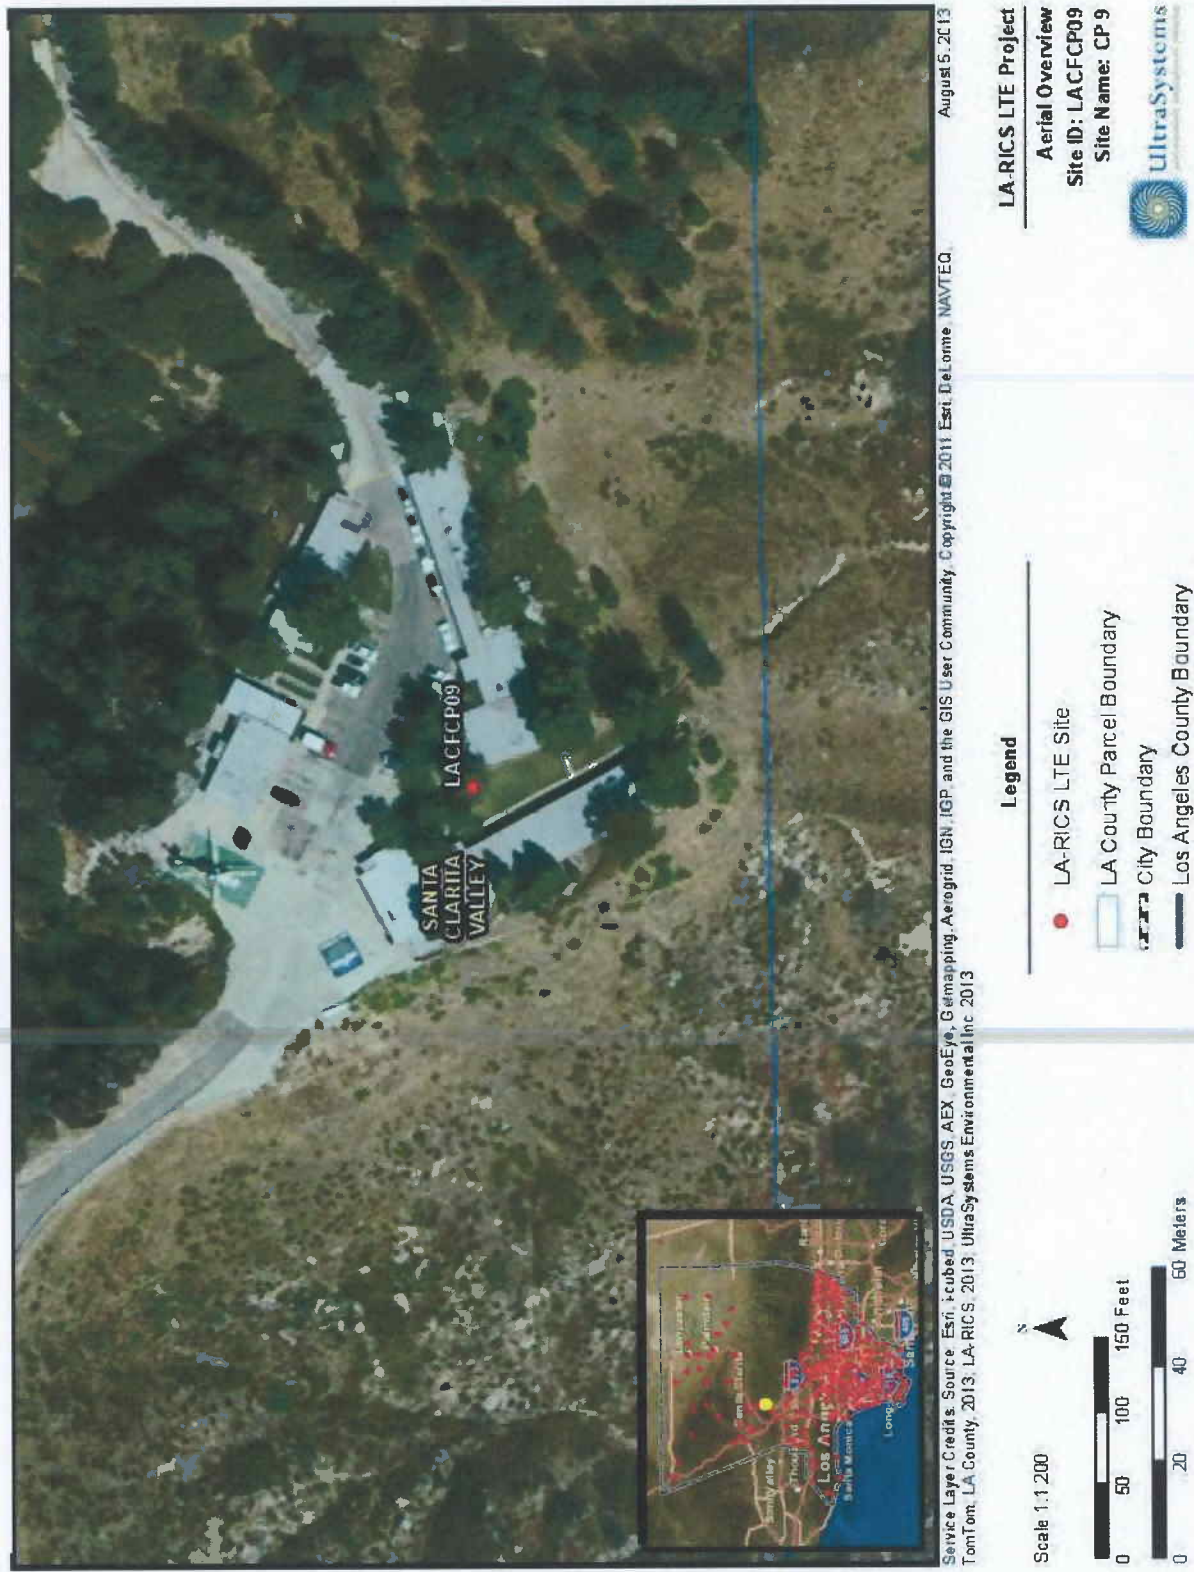 SANTA
CLARITA
VALLEY
LACFCP09
Service Layer Credits: Source: Esri, i-cubed, USDA, USGS, AEX, GeoEye, Getmapping, Aerogrid, IGN, IGP, and the GIS User Community, Copyright:© 2011 Esri, DeLorme, NAVTEQ,
TomTom, LA County, 2013; LA-RICS, 2013; UltraSystems Environmental Inc. 2013
August 5, 2013
Scale 1:1,200
N
0 50 100 150 Feet
0 20 40 60 Meters
Legend
LA-RICS LTE Site
LA County Parcel Boundary
City Boundary
Los Angeles County Boundary
LA-RICS LTE Project
Aerial Overview
Site ID: LACFCP09
Site Name: CP 9
UltraSystems
Santa Monica
Los